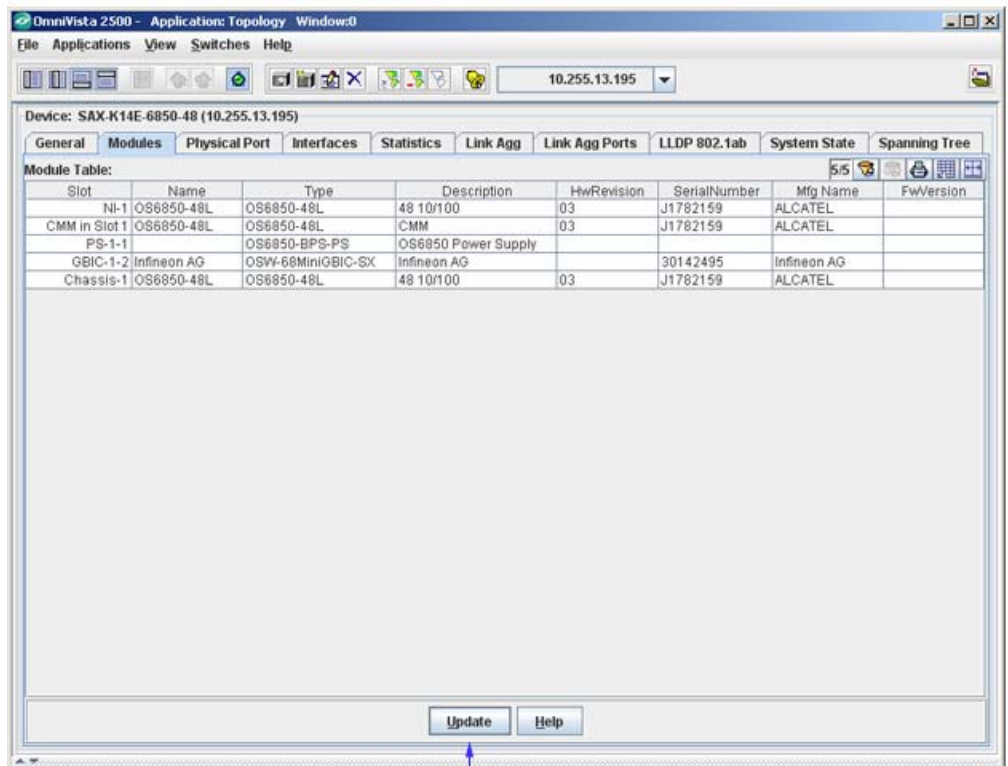 OmniVista 2500 - Application: Topology Window:0
File Applications View Switches Help
10.255.13.195
Device: SAX-K14E-6850-48 (10.255.13.195)
General Modules Physical Port Interfaces Statistics Link Agg Link Agg Ports LLDP 802.1ab System State Spanning Tree
Module Table: 5/5
Slot Name Type Description HwRevision SerialNumber Mfg Name FwVersion
NI-1 OS6850-48L OS6850-48L 48 10/100 03 J1782159 ALCATEL
CMM in Slot 1 OS6850-48L OS6850-48L CMM 03 J1782159 ALCATEL
PS-1-1 OS6850-BPS-PS OS6850 Power Supply
GBIC-1-2 Infineon AG OSW-68MiniGBIC-SX Infineon AG 30142495 Infineon AG
Chassis-1 OS6850-48L OS6850-48L 48 10/100 03 J1782159 ALCATEL
Update Help